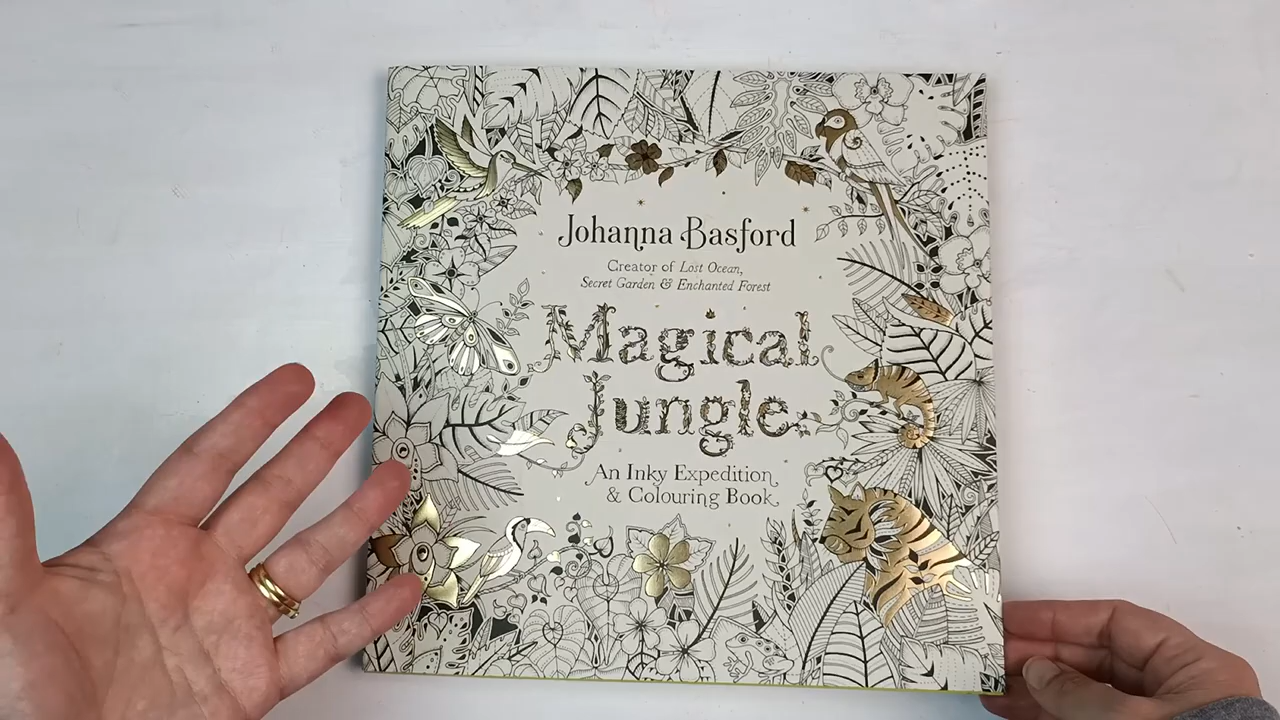 Johanna Basford
Creator of Lost Ocean,
Secret Garden & Enchanted Forest
Magical
Jungle
An Inky Expedition
& Colouring Book